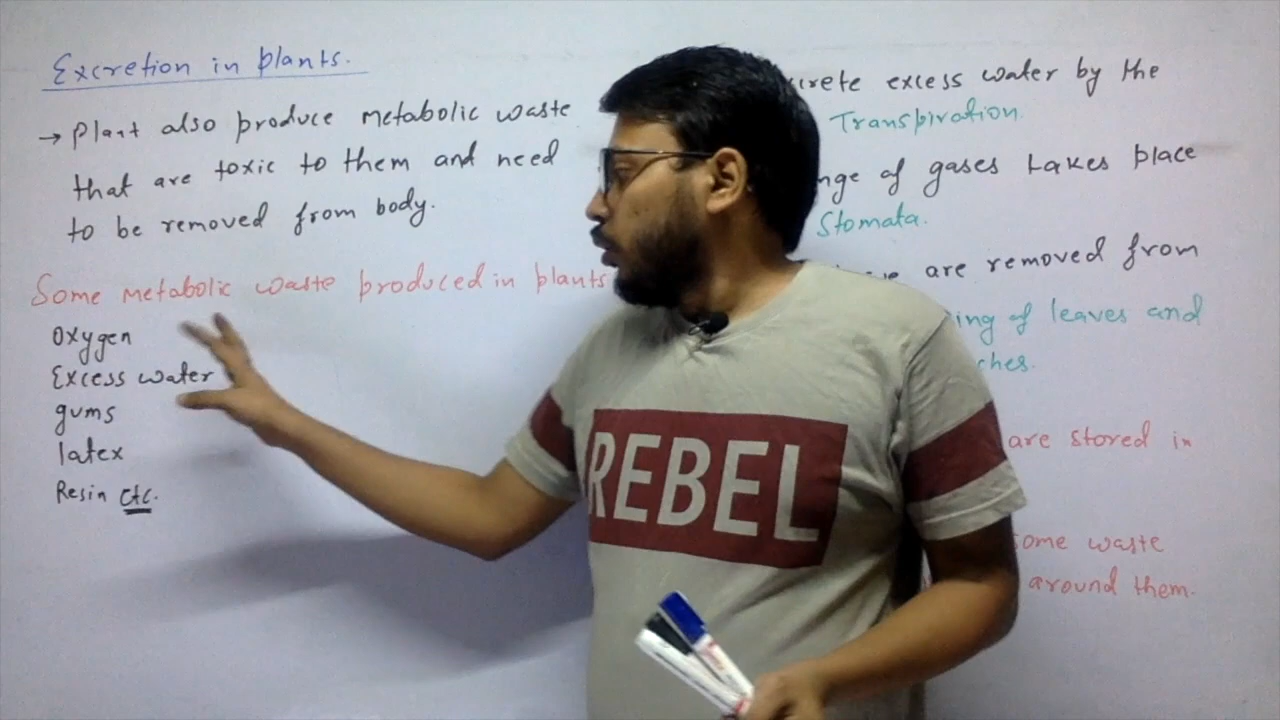 Excretion in plants.
→ Plant also produce metabolic waste
that are toxic to them and need
to be removed from body.
Some metabolic waste produced in plants
Oxygen
Excess water
gums
latex
Resin etc.
excess water by the
Transpiration.
of gases takes place
Stomata.
are removed from
of leaves and
are stored in
some waste
around them.
REBEL